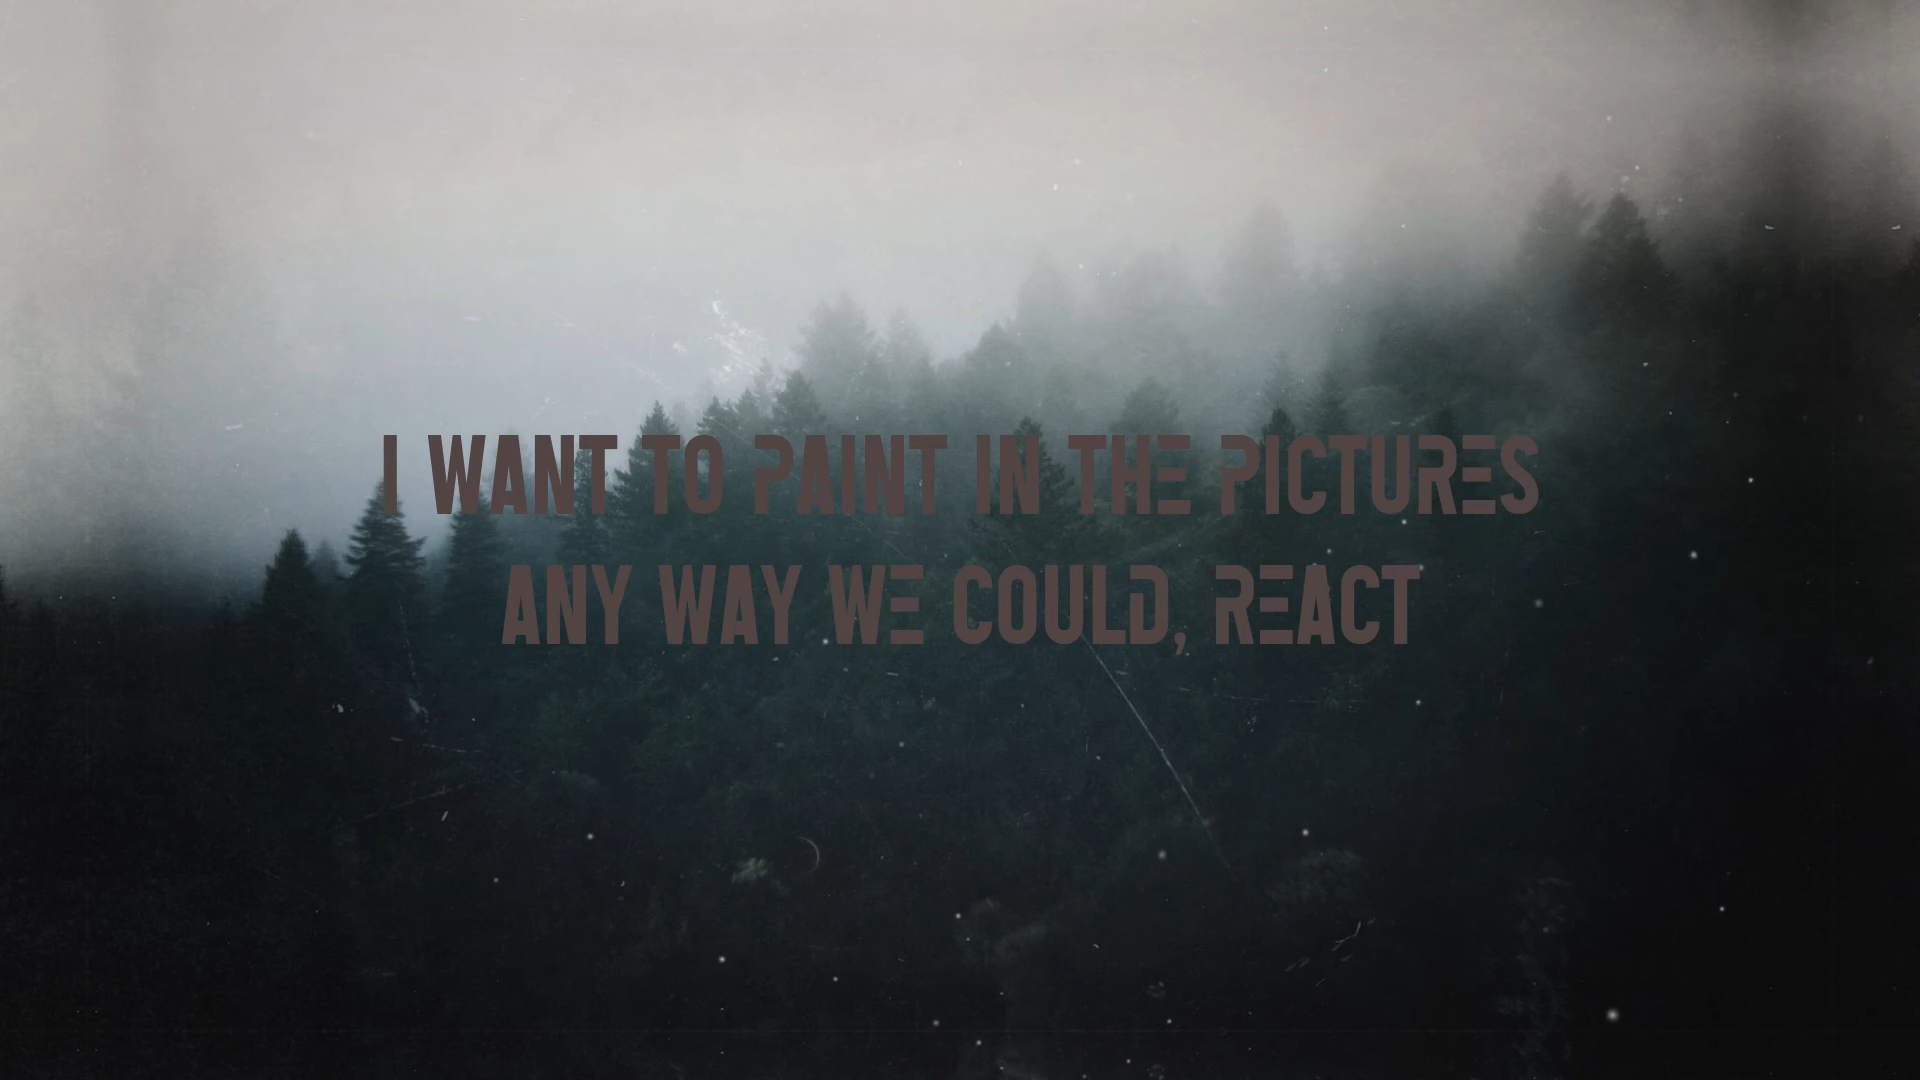 I WANT TO PAINT IN THE PICTURES
ANY WAY WE COULD, REACT